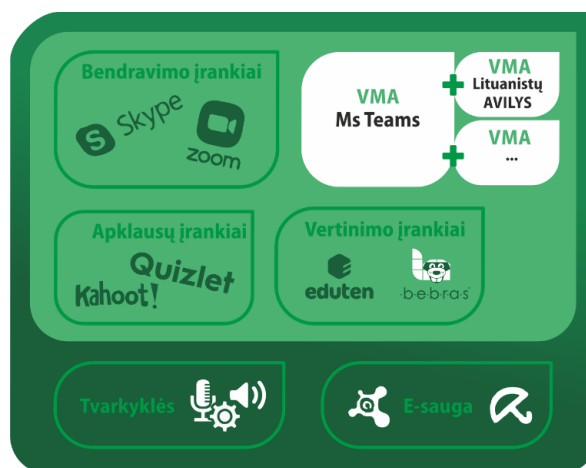 Bendravimo įrankiai
S Skype
zoom
VMA
Ms Teams
VMA
Lituanistų
AVILYS
VMA
...
Apklausų įrankiai
Quizlet
Kahoot!
Vertinimo įrankiai
eduten
·bebras·
Tvarkyklės
E-sauga